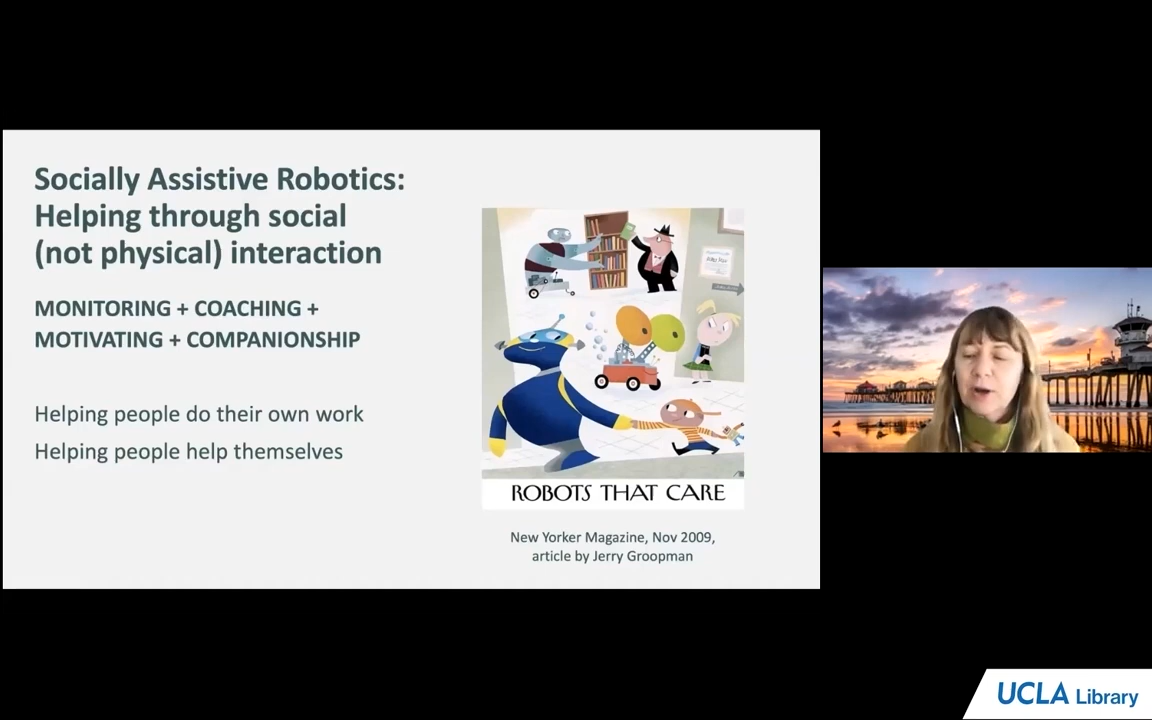 Socially Assistive Robotics:
Helping through social
(not physical) interaction
MONITORING + COACHING +
MOTIVATING + COMPANIONSHIP
Helping people do their own work
Helping people help themselves
ROBOTS THAT CARE
New Yorker Magazine, Nov 2009,
article by Jerry Groopman
UCLA Library